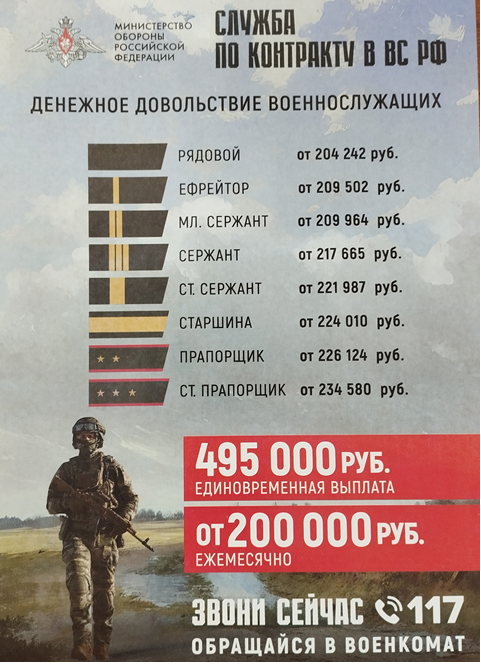 МИНИСТЕРСТВО
ОБОРОНЫ
РОССИЙСКОЙ
ФЕДЕРАЦИИ
СЛУЖБА
ПО КОНТРАКТУ В ВС РФ
ДЕНЕЖНОЕ ДОВОЛЬСТВИЕ ВОЕННОСЛУЖАЩИХ
РЯДОВОЙ от 204 242 руб.
ЕФРЕЙТОР от 209 502 руб.
МЛ. СЕРЖАНТ от 209 964 руб.
СЕРЖАНТ от 217 665 руб.
СТ. СЕРЖАНТ от 221 987 руб.
СТАРШИНА от 224 010 руб.
ПРАПОРЩИК от 226 124 руб.
СТ. ПРАПОРЩИК от 234 580 руб.
495 000 РУБ.
ЕДИНОВРЕМЕННАЯ ВЫПЛАТА
ОТ 200 000 РУБ.
ЕЖЕМЕСЯЧНО
ЗВОНИ СЕЙЧАС 117
ОБРАЩАЙСЯ В ВОЕНКОМАТ